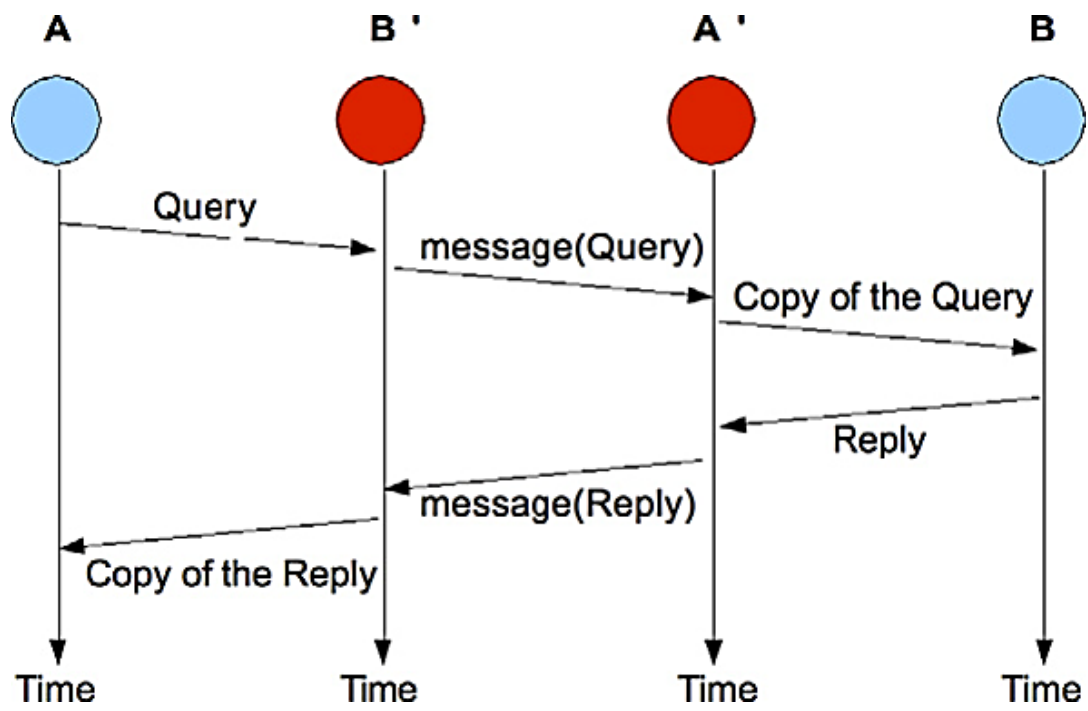 A
B '
A '
B
Query
message(Query)
Copy of the Query
Reply
message(Reply)
Copy of the Reply
Time
Time
Time
Time